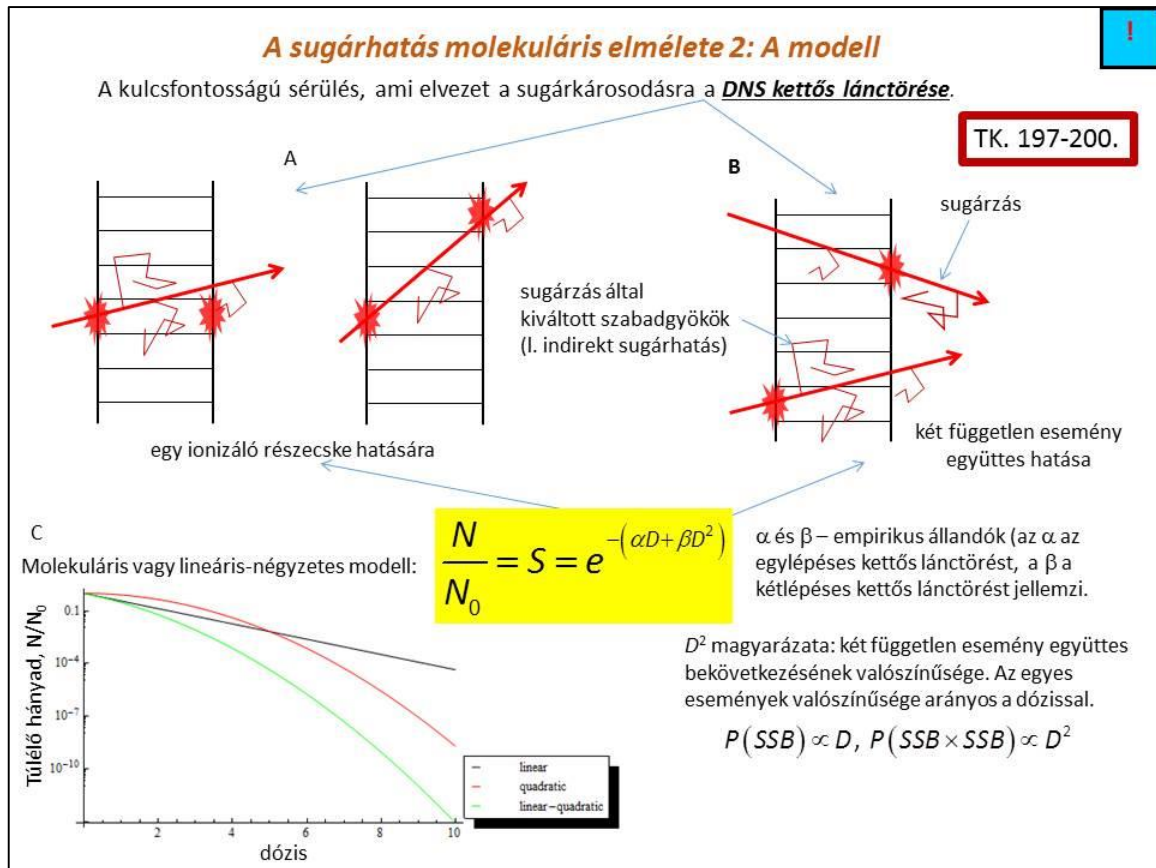 A sugárhatás molekuláris elmélete 2: A modell
!
A kulcsfontosságú sérülés, ami elvezet a sugárkárosodásra a DNS kettős lánctörése.
TK. 197-200.
A
B
sugárzás
sugárzás által
kiváltott szabadgyökök
(l. indirekt sugárhatás)
egy ionizáló részecske hatására
két független esemény
együttes hatása
C
Molekuláris vagy lineáris-négyzetes modell:
N/N₀ = S = e^−(αD+βD²)
α és β – empirikus állandók (az α az
egylépéses kettős lánctörést, a β a
kétlépéses kettős lánctörést jellemzi.
D² magyarázata: két független esemény együttes
bekövetkezésének valószínűsége. Az egyes
események valószínűsége arányos a dózissal.
P(SSB) ∝ D, P(SSB×SSB) ∝ D²
Túlélő hányad, N/N₀
0.1
10⁻⁴
10⁻⁷
10⁻¹⁰
2 4 6 8 10
dózis
linear
quadratic
linear−quadratic